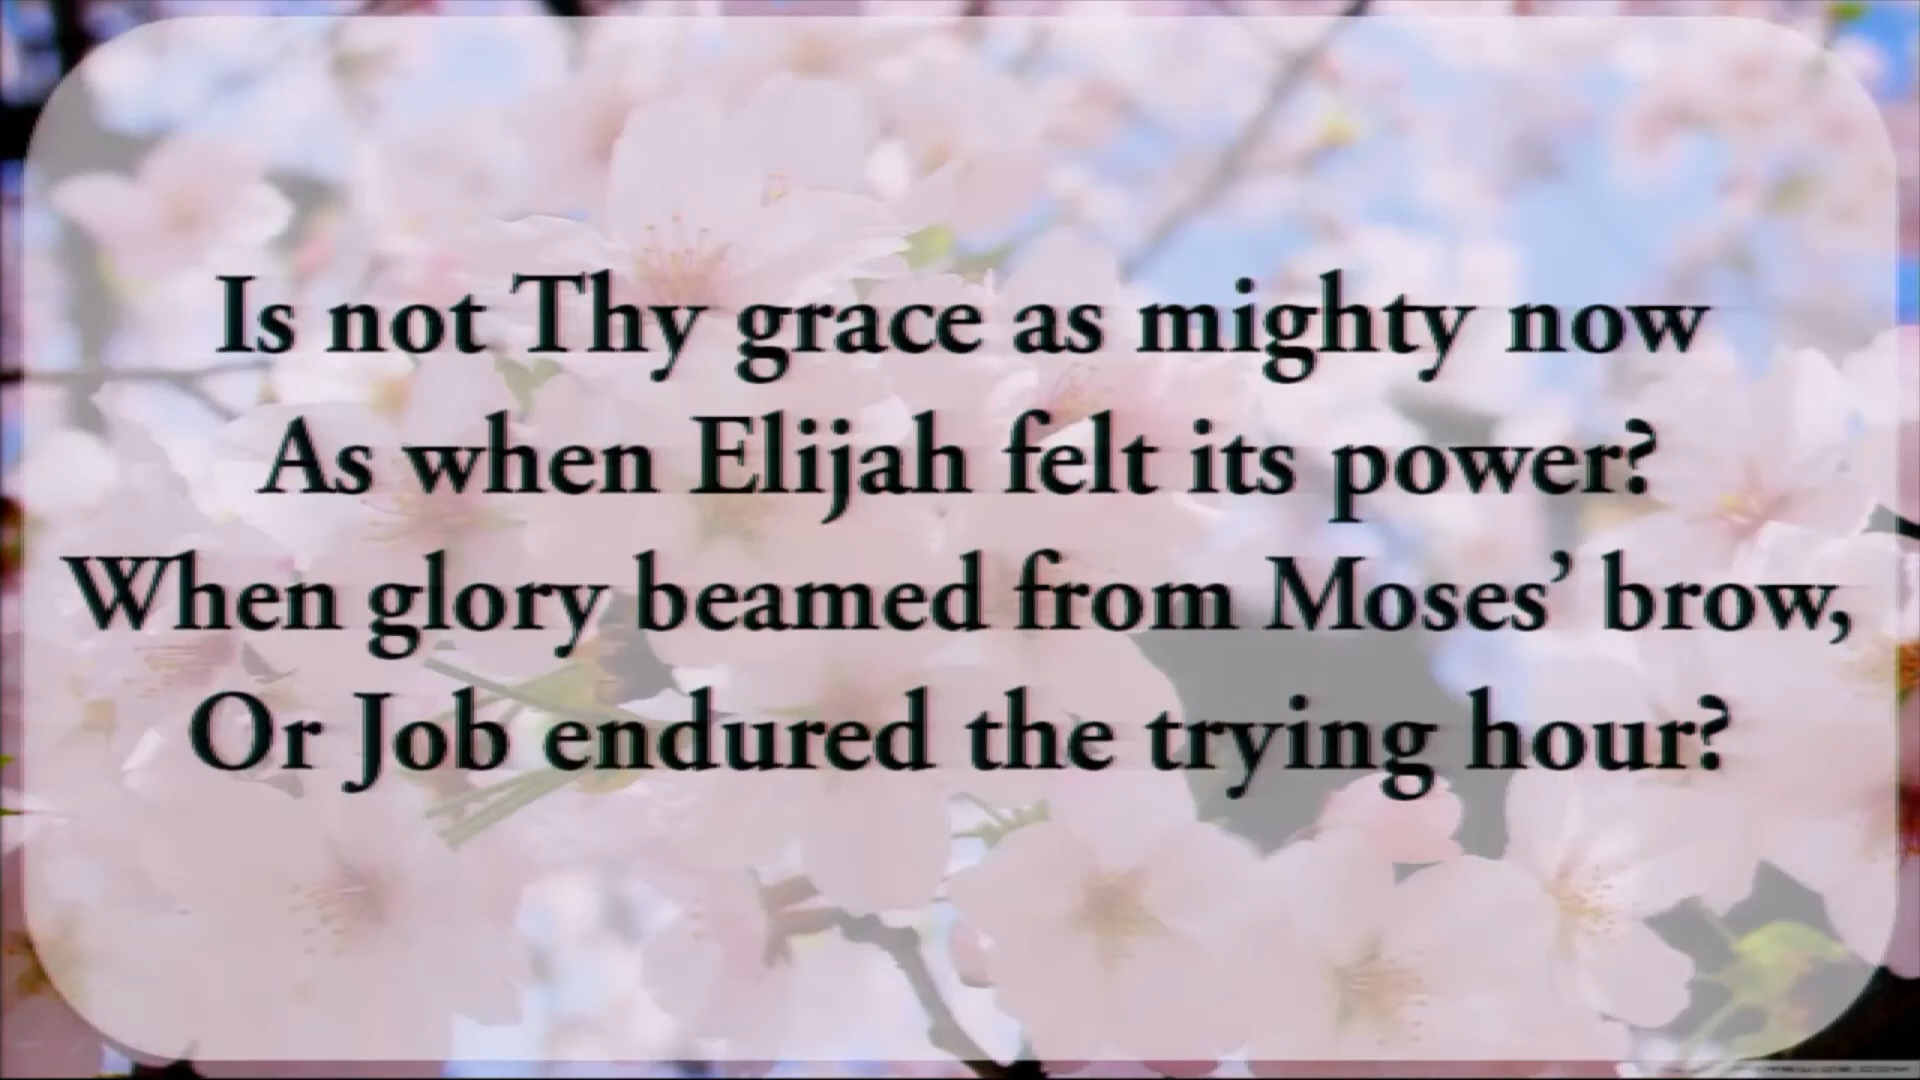 Is not Thy grace as mighty now
As when Elijah felt its power?
When glory beamed from Moses’ brow,
Or Job endured the trying hour?